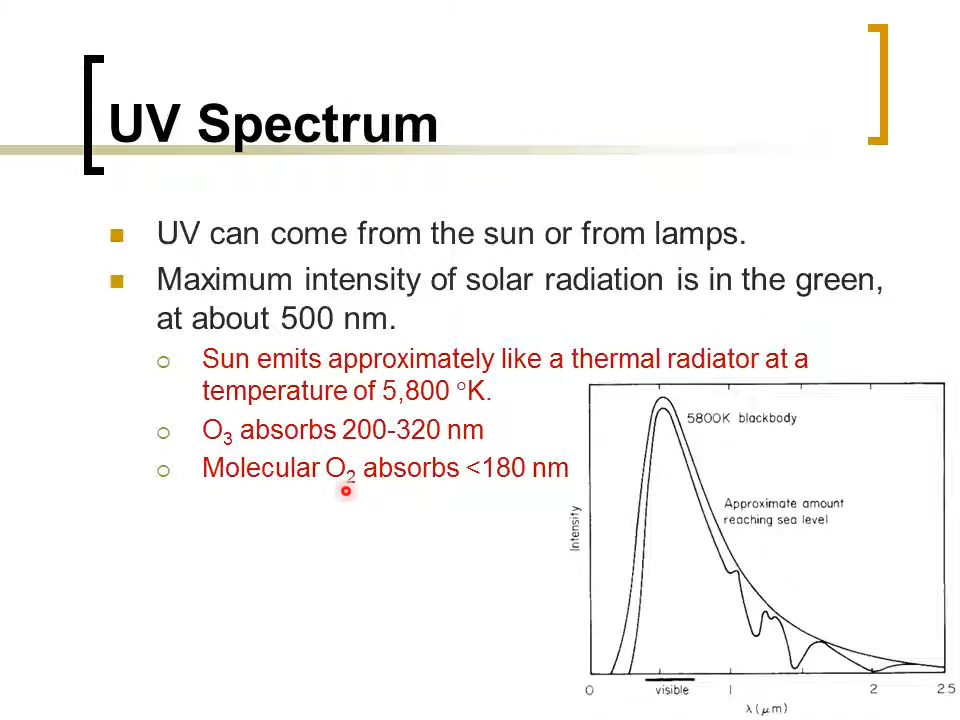 UV Spectrum
UV can come from the sun or from lamps.
Maximum intensity of solar radiation is in the green,
at about 500 nm.
Sun emits approximately like a thermal radiator at a
temperature of 5,800 °K.
O3 absorbs 200-320 nm
Molecular O2 absorbs <180 nm
5800K blackbody
Approximate amount
reaching sea level
Intensity
0 1 2 2.5
visible
λ(μm)